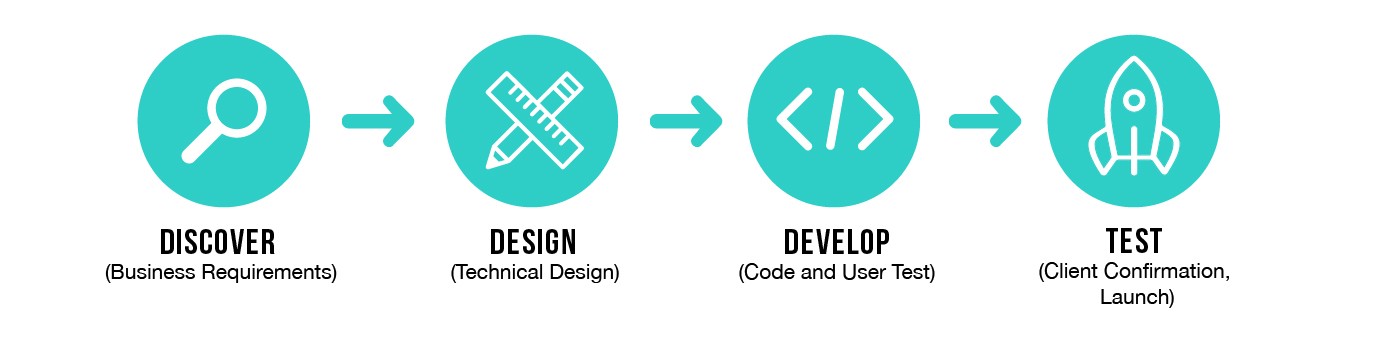 DISCOVER
(Business Requirements)
DESIGN
(Technical Design)
DEVELOP
(Code and User Test)
TEST
(Client Confirmation,
Launch)